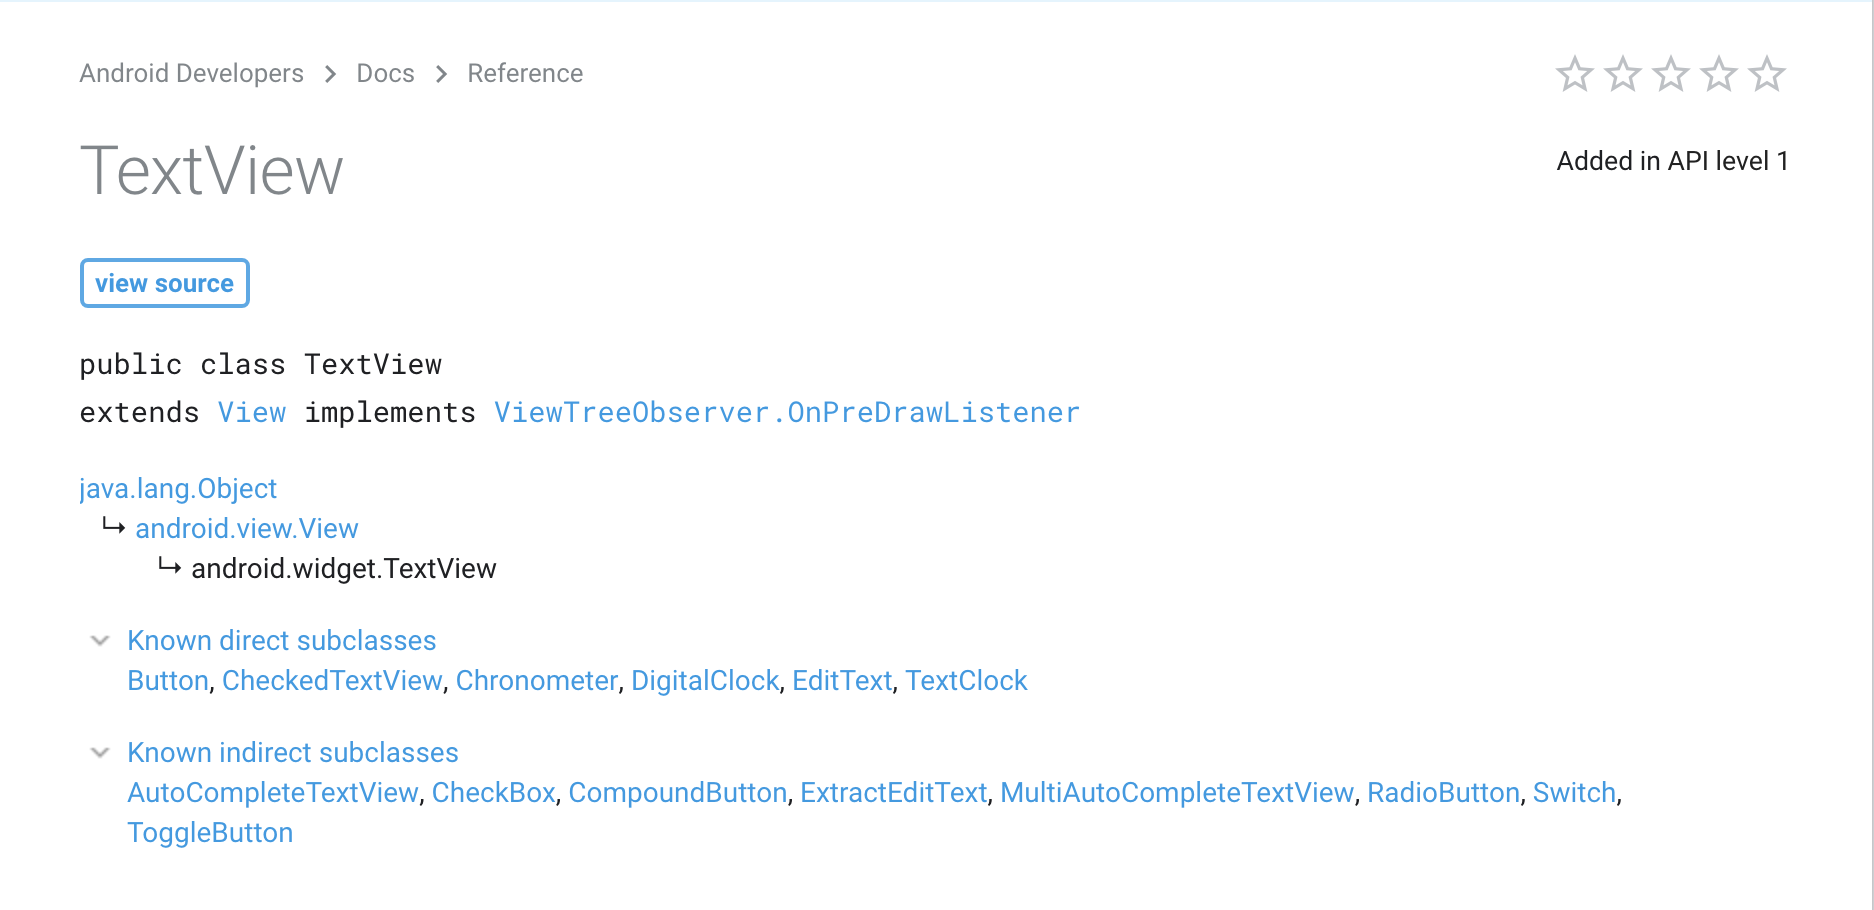 Android Developers > Docs > Reference
TextView
Added in API level 1
view source
public class TextView
extends View implements ViewTreeObserver.OnPreDrawListener
java.lang.Object
↳ android.view.View
↳ android.widget.TextView
Known direct subclasses
Button, CheckedTextView, Chronometer, DigitalClock, EditText, TextClock
Known indirect subclasses
AutoCompleteTextView, CheckBox, CompoundButton, ExtractEditText, MultiAutoCompleteTextView, RadioButton, Switch,
ToggleButton